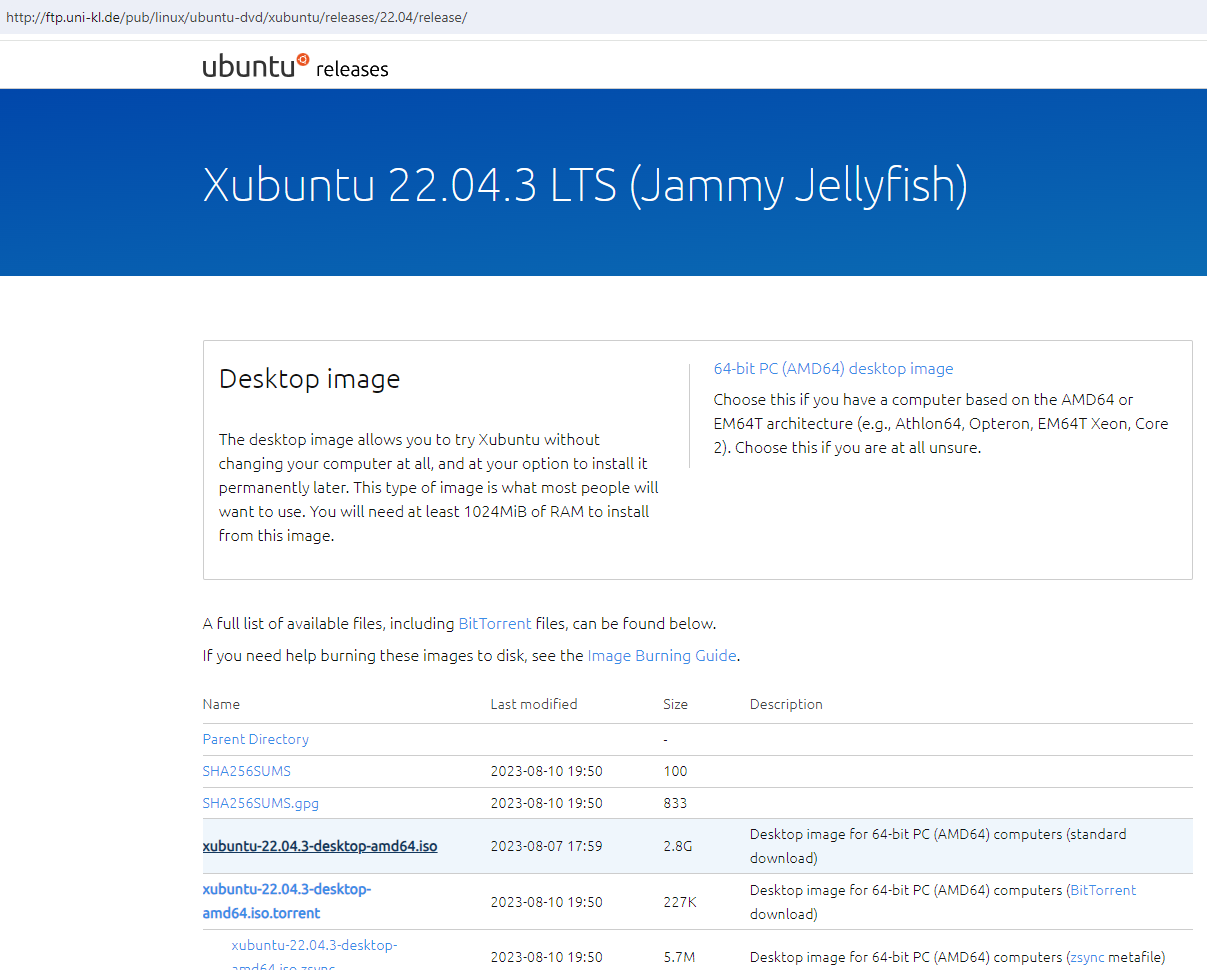 http://ftp.uni-kl.de/pub/linux/ubuntu-dvd/xubuntu/releases/22.04/release/
ubuntu releases
Xubuntu 22.04.3 LTS (Jammy Jellyfish)
Desktop image
The desktop image allows you to try Xubuntu without
changing your computer at all, and at your option to install it
permanently later. This type of image is what most people will
want to use. You will need at least 1024MiB of RAM to install
from this image.
64-bit PC (AMD64) desktop image
Choose this if you have a computer based on the AMD64 or
EM64T architecture (e.g., Athlon64, Opteron, EM64T Xeon, Core
2). Choose this if you are at all unsure.
A full list of available files, including BitTorrent files, can be found below.
If you need help burning these images to disk, see the Image Burning Guide.
Name Last modified Size Description
Parent Directory -
SHA256SUMS 2023-08-10 19:50 100
SHA256SUMS.gpg 2023-08-10 19:50 833
xubuntu-22.04.3-desktop-amd64.iso 2023-08-07 17:59 2.8G Desktop image for 64-bit PC (AMD64) computers (standard
download)
xubuntu-22.04.3-desktop-
amd64.iso.torrent 2023-08-10 19:50 227K Desktop image for 64-bit PC (AMD64) computers (BitTorrent
download)
xubuntu-22.04.3-desktop-
amd64.iso.zsync 2023-08-10 19:50 5.7M Desktop image for 64-bit PC (AMD64) computers (zsync metafile)